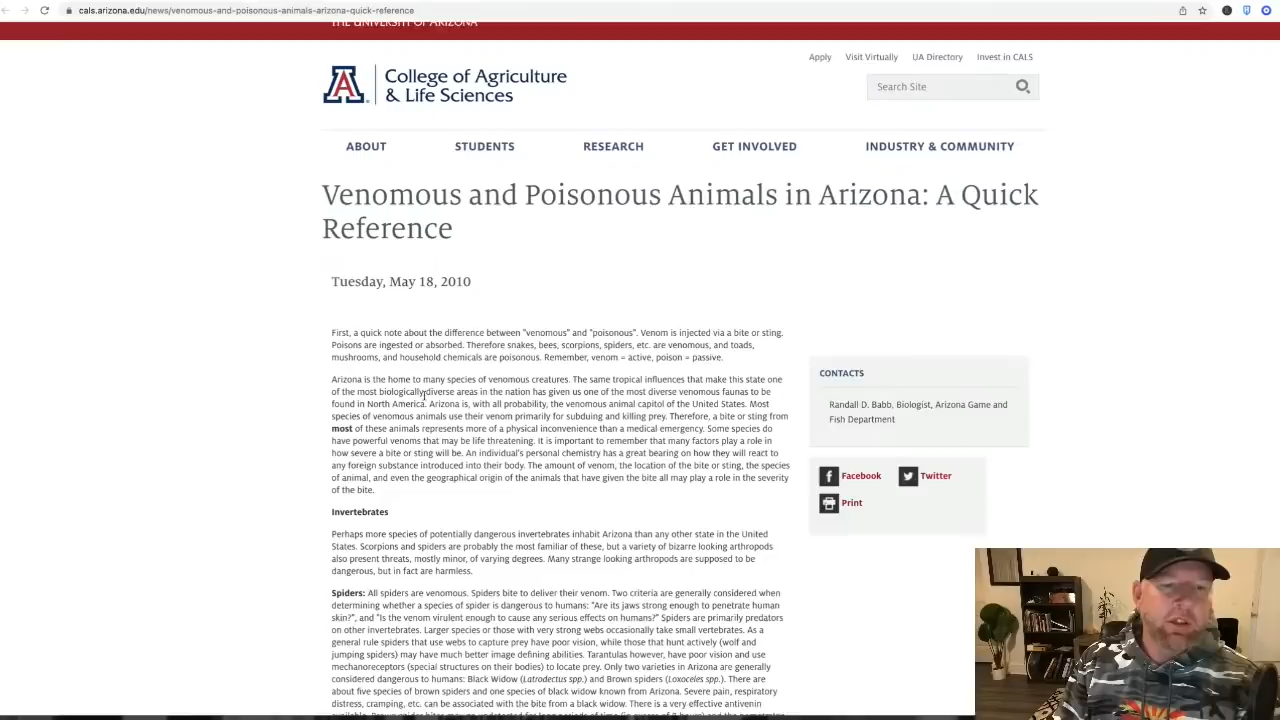 cals.arizona.edu/news/venomous-and-poisonous-animals-arizona-quick-reference
THE UNIVERSITY OF ARIZONA
Apply Visit Virtually UA Directory Invest in CALS
College of Agriculture
& Life Sciences
Search Site
ABOUT STUDENTS RESEARCH GET INVOLVED INDUSTRY & COMMUNITY
Venomous and Poisonous Animals in Arizona: A Quick
Reference
Tuesday, May 18, 2010
First, a quick note about the difference between "venomous" and "poisonous". Venom is injected via a bite or sting.
Poisons are ingested or absorbed. Therefore snakes, bees, scorpions, spiders, etc. are venomous, and toads,
mushrooms, and household chemicals are poisonous. Remember, venom = active, poison = passive.
Arizona is the home to many species of venomous creatures. The same tropical influences that make this state one
of the most biologically diverse areas in the nation has given us one of the most diverse venomous faunas to be
found in North America. Arizona is, with all probability, the venomous animal capitol of the United States. Most
species of venomous animals use their venom primarily for subduing and killing prey. Therefore, a bite or sting from
most of these animals represents more of a physical inconvenience than a medical emergency. Some species do
have powerful venoms that may be life threatening. It is important to remember that many factors play a role in
how severe a bite or sting will be. An individual's personal chemistry has a great bearing on how they will react to
any foreign substance introduced into their body. The amount of venom, the location of the bite or sting, the species
of animal, and even the geographical origin of the animals that have given the bite all may play a role in the severity
of the bite.
Invertebrates
Perhaps more species of potentially dangerous invertebrates inhabit Arizona than any other state in the United
States. Scorpions and spiders are probably the most familiar of these, but a variety of bizarre looking arthropods
also present threats, mostly minor, of varying degrees. Many strange looking arthropods are supposed to be
dangerous, but in fact are harmless.
Spiders: All spiders are venomous. Spiders bite to deliver their venom. Two criteria are generally considered when
determining whether a species of spider is dangerous to humans: "Are its jaws strong enough to penetrate human
skin?", and "Is the venom virulent enough to cause any serious effects on humans?" Spiders are primarily predators
on other invertebrates. Larger species or those with very strong webs occasionally take small vertebrates. As a
general rule spiders that use webs to capture prey have poor vision, while those that hunt actively (wolf and
jumping spiders) may have much better image defining abilities. Tarantulas however, have poor vision and use
mechanoreceptors (special structures on their bodies) to locate prey. Only two varieties in Arizona are generally
considered dangerous to humans: Black Widow (Latrodectus spp.) and Brown spiders (Loxoceles spp.). There are
about five species of brown spiders and one species of black widow known from Arizona. Severe pain, respiratory
distress, cramping, etc. can be associated with the bite from a black widow. There is a very effective antivenin
CONTACTS
Randall D. Babb, Biologist, Arizona Game and
Fish Department
Facebook Twitter
Print